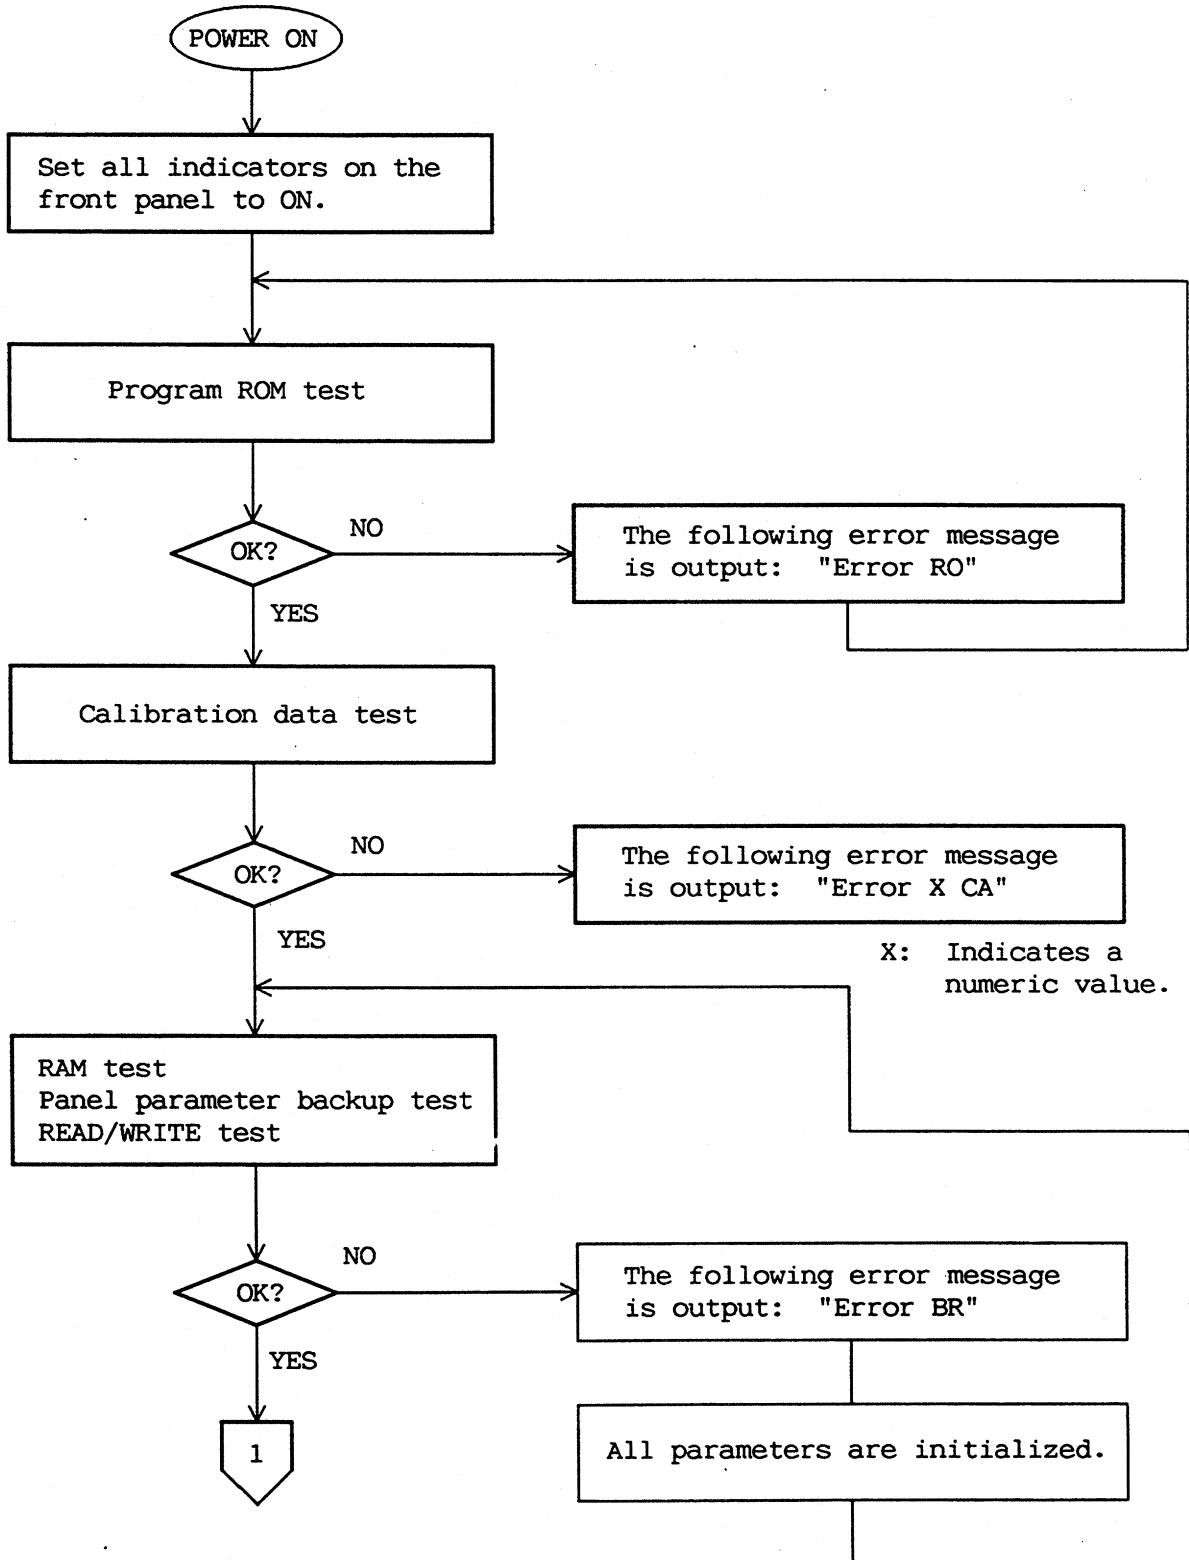 POWER ON
Set all indicators on the
front panel to ON.
Program ROM test
OK?
NO
The following error message
is output: "Error RO"
YES
Calibration data test
OK?
NO
The following error message
is output: "Error X CA"
YES
X: Indicates a
numeric value.
RAM test
Panel parameter backup test
READ/WRITE test
OK?
NO
The following error message
is output: "Error BR"
YES
1
All parameters are initialized.